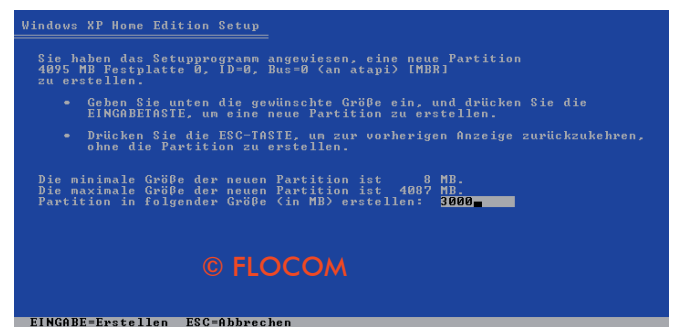 Windows XP Home Edition Setup
Sie haben das Setupprogramm angewiesen, eine neue Partition
4095 MB Festplatte 0, ID=0, Bus=0 (an atapi) [MBR]
zu erstellen.
• Geben Sie unten die gewünschte Größe ein, und drücken Sie die
EINGABETASTE, um eine neue Partition zu erstellen.
• Drücken Sie die ESC-TASTE, um zur vorherigen Anzeige zurückzukehren,
ohne die Partition zu erstellen.
Die minimale Größe der neuen Partition ist 8 MB.
Die maximale Größe der neuen Partition ist 4087 MB.
Partition in folgender Größe (in MB) erstellen: 3000
© FLOCOM
EINGABE=Erstellen ESC=Abbrechen